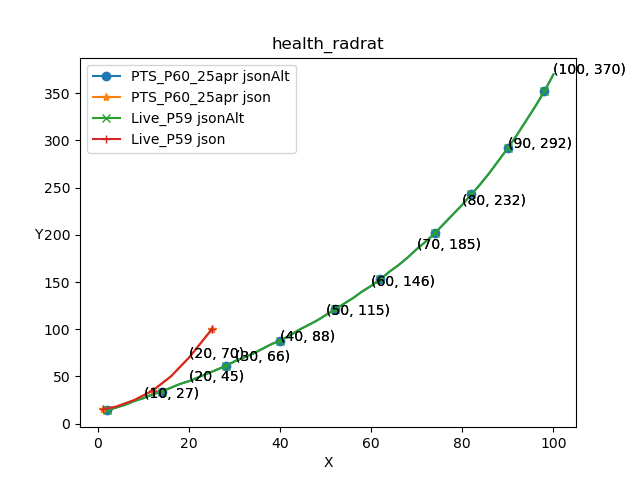 health_radrat
PTS_P60_25apr jsonAlt
PTS_P60_25apr json
Live_P59 jsonAlt
Live_P59 json
(100, 370)
(90, 292)
(80, 232)
(70, 185)
(60, 146)
(50, 115)
(40, 88)
(20, 70)
(30, 66)
(20, 45)
(10, 27)
350
300
250
200
150
100
50
0
Y
0 20 40 60 80 100
X